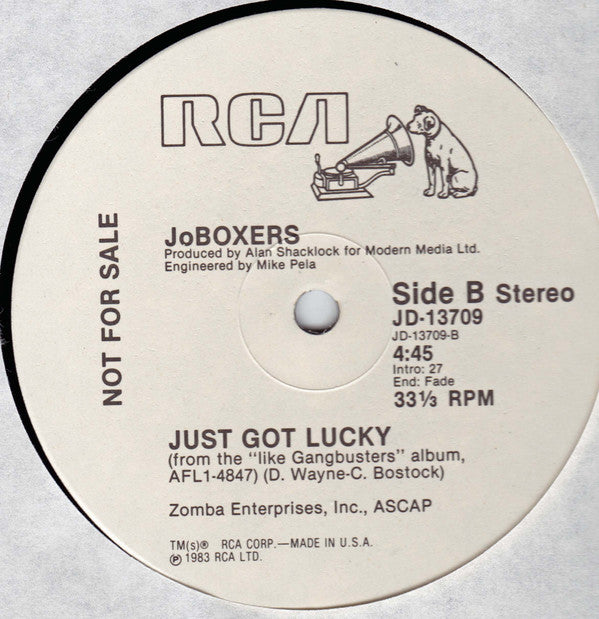 RCA
NOT FOR SALE
JoBOXERS
Produced by Alan Shacklock for Modern Media Ltd.
Engineered by Mike Pela
Side B Stereo
JD-13709
JD-13709-B
4:45
Intro: 27
End: Fade
33⅓ RPM
JUST GOT LUCKY
(from the "like Gangbusters" album,
AFL1-4847) (D. Wayne-C. Bostock)
Zomba Enterprises, Inc., ASCAP
TM(s)® RCA CORP.—MADE IN U.S.A.
℗ 1983 RCA LTD.